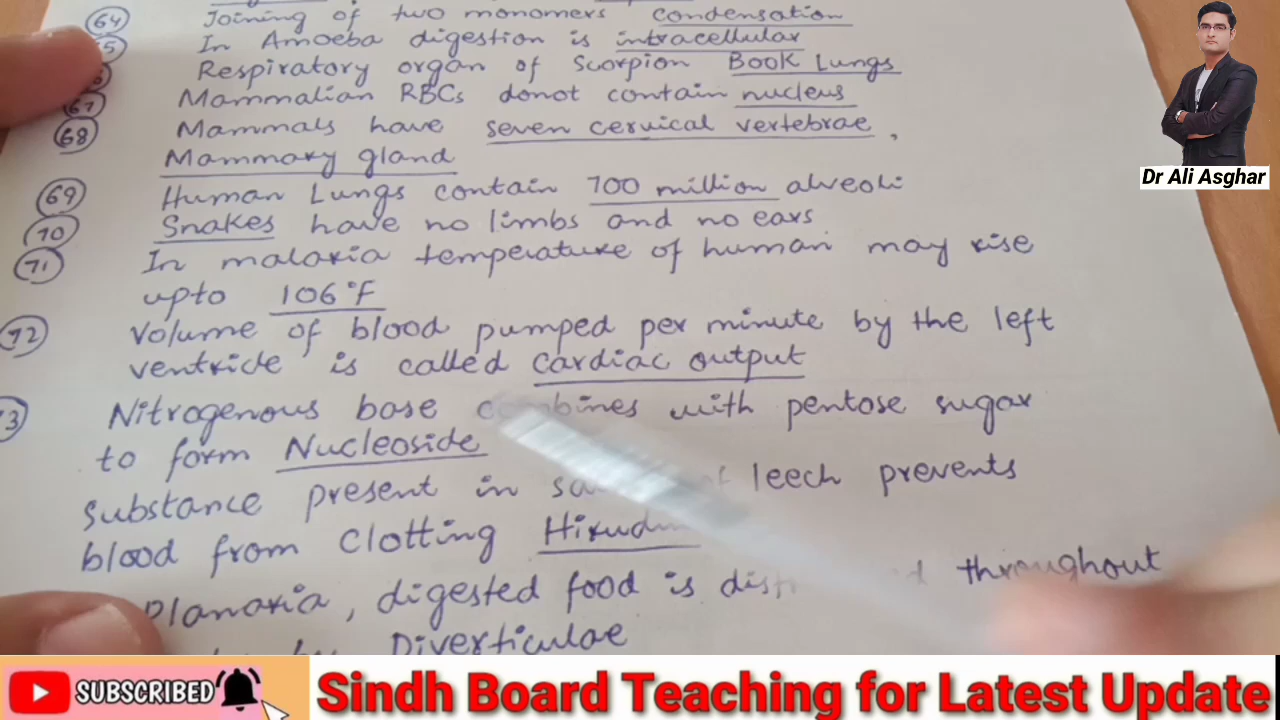 64 Joining of two monomers condensation
In Amoeba digestion is intracellular
Respiratory organ of Scorpion Book Lungs
67 Mammalian RBCs donot contain nucleus
68 Mammals have seven cervical vertebrae,
Mammary gland
69 Human Lungs contain 700 million alveoli
70 Snakes have no limbs and no ears
71 In malaria temperature of human may rise
upto 106°F
72 Volume of blood pumped per minute by the left
ventricle is called cardiac output
Nitrogenous base combines with pentose sugar
to form Nucleoside
substance present in of leech prevents
blood from Clotting
Planaria, digested food is throughout
by Diverticulae
Dr Ali Asghar
SUBSCRIBED Sindh Board Teaching for Latest Update